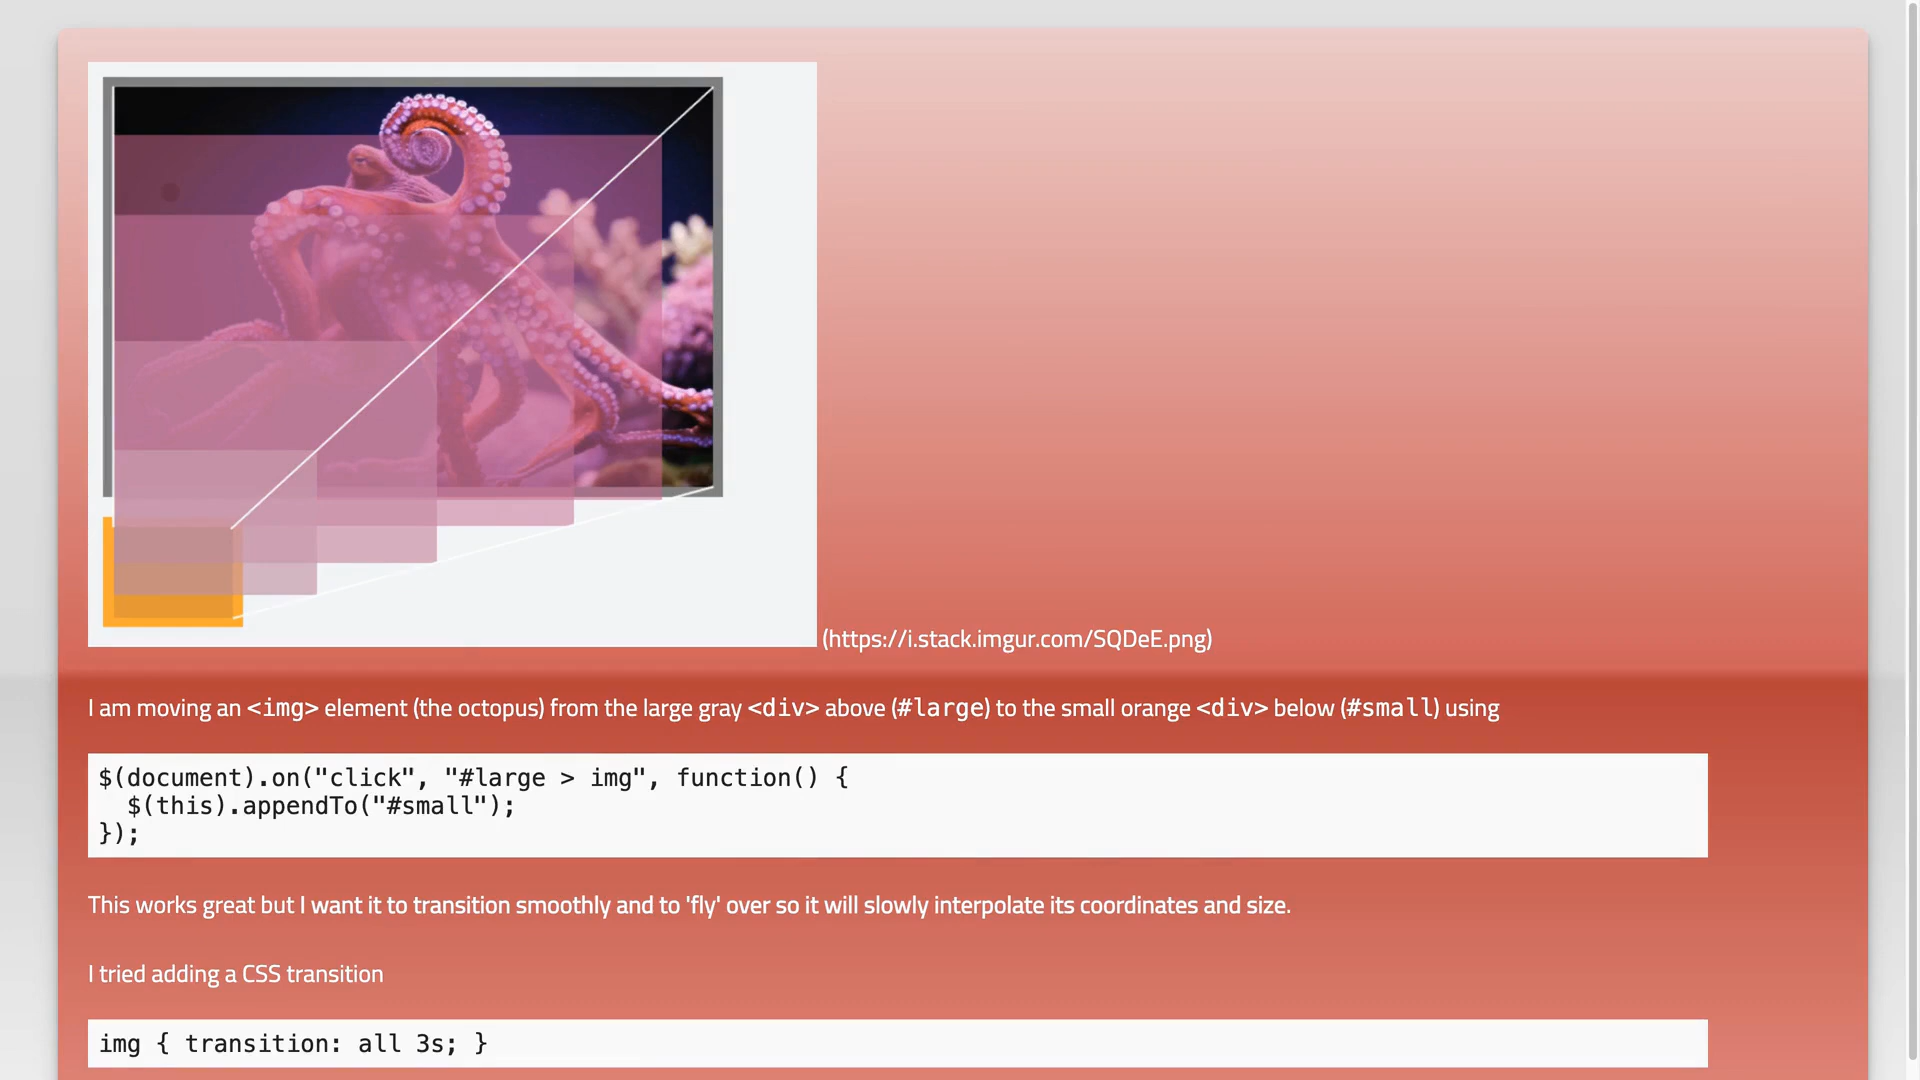 (https://i.stack.imgur.com/SQDeE.png)
I am moving an <img> element (the octopus) from the large gray <div> above (#large) to the small orange <div> below (#small) using
$(document).on("click", "#large > img", function() {
  $(this).appendTo("#small");
});
This works great but I want it to transition smoothly and to 'fly' over so it will slowly interpolate its coordinates and size.
I tried adding a CSS transition
img { transition: all 3s; }